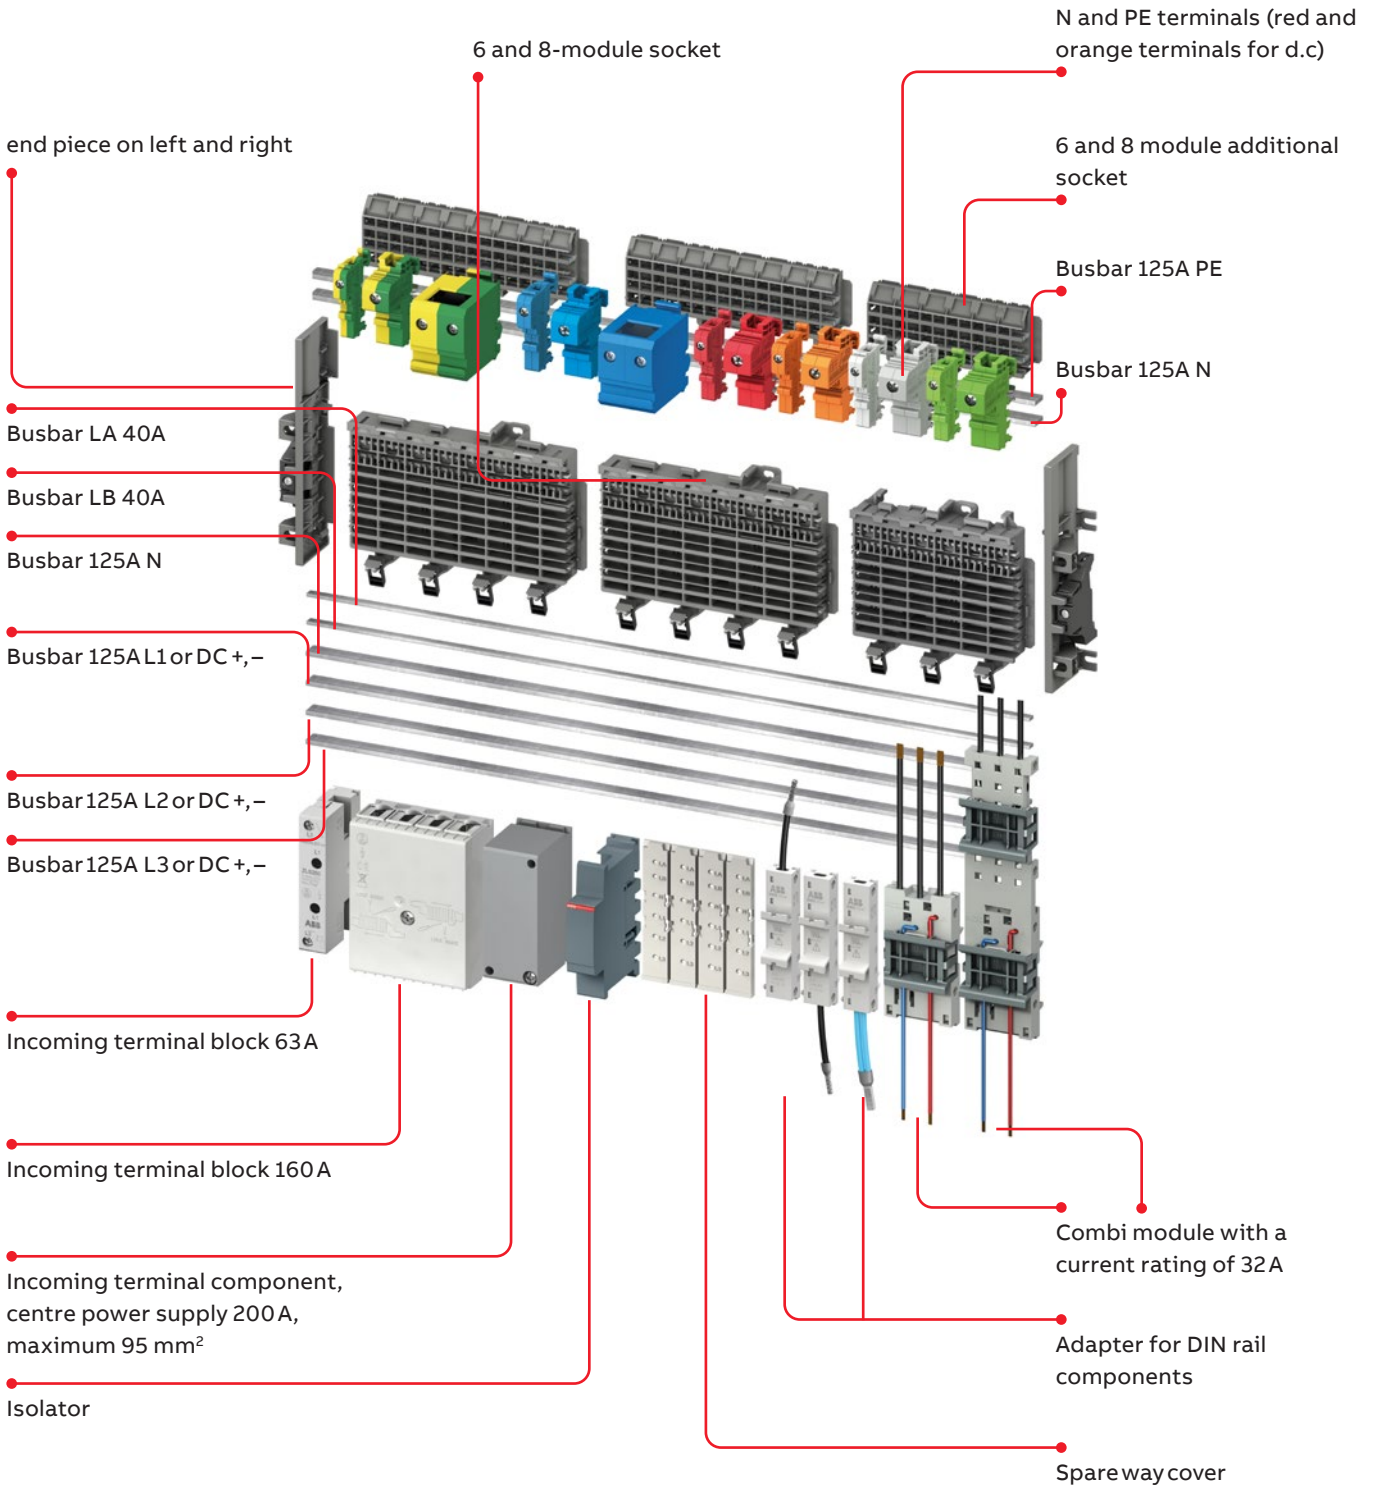 N and PE terminals (red and
orange terminals for d.c)
6 and 8-module socket
end piece on left and right
6 and 8 module additional
socket
Busbar 125A PE
Busbar 125A N
Busbar LA 40A
Busbar LB 40A
Busbar 125A N
Busbar 125A L1 or DC +, –
Busbar 125A L2 or DC +, –
Busbar 125A L3 or DC +, –
ABB
ABB
ABB
Incoming terminal block 63 A
Incoming terminal block 160 A
Combi module with a
current rating of 32 A
Incoming terminal component,
centre power supply 200 A,
maximum 95 mm²
Adapter for DIN rail
components
Isolator
Spare way cover